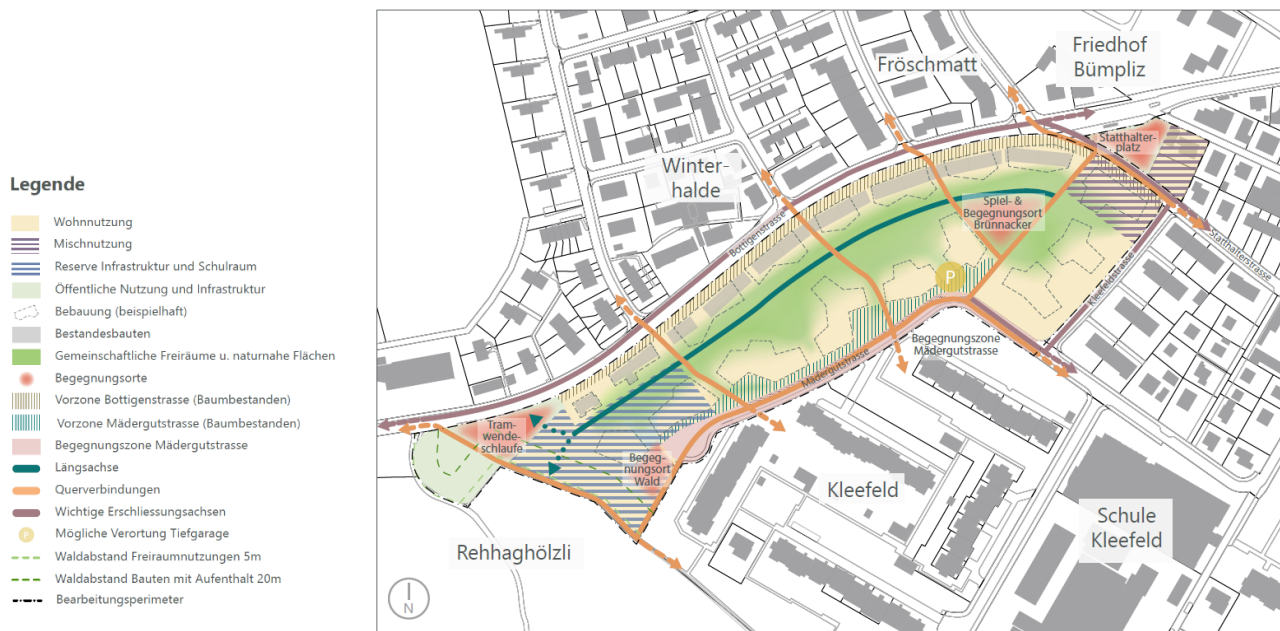 Legende
Wohnnutzung
Mischnutzung
Reserve Infrastruktur und Schulraum
Öffentliche Nutzung und Infrastruktur
Bebauung (beispielhaft)
Bestandesbauten
Gemeinschaftliche Freiräume u. naturnahe Flächen
Begegnungsorte
Vorzone Bottigenstrasse (Baumbestanden)
Vorzone Mädergutstrasse (Baumbestanden)
Begegnungszone Mädergutstrasse
Längsachse
Querverbindungen
Wichtige Erschliessungsachsen
P
Mögliche Verortung Tiefgarage
Waldabstand Freiraumnutzungen 5m
Waldabstand Bauten mit Aufenthalt 20m
Bearbeitungsperimeter
Friedhof
Bümpliz
Fröschmatt
Statthalter-
platz
Winter-
halde
Spiel- &
Begegnungsort
Brünnacker
Bottigenstrasse
Statthalterstrasse
Kleefeldstrasse
P
Begegnungszone
Mädergutstrasse
Mädergutstrasse
Tram-
wende-
schlaufe
Begeg-
nungsort
Wald
Kleefeld
Schule
Kleefeld
Rehhaghölzli
N